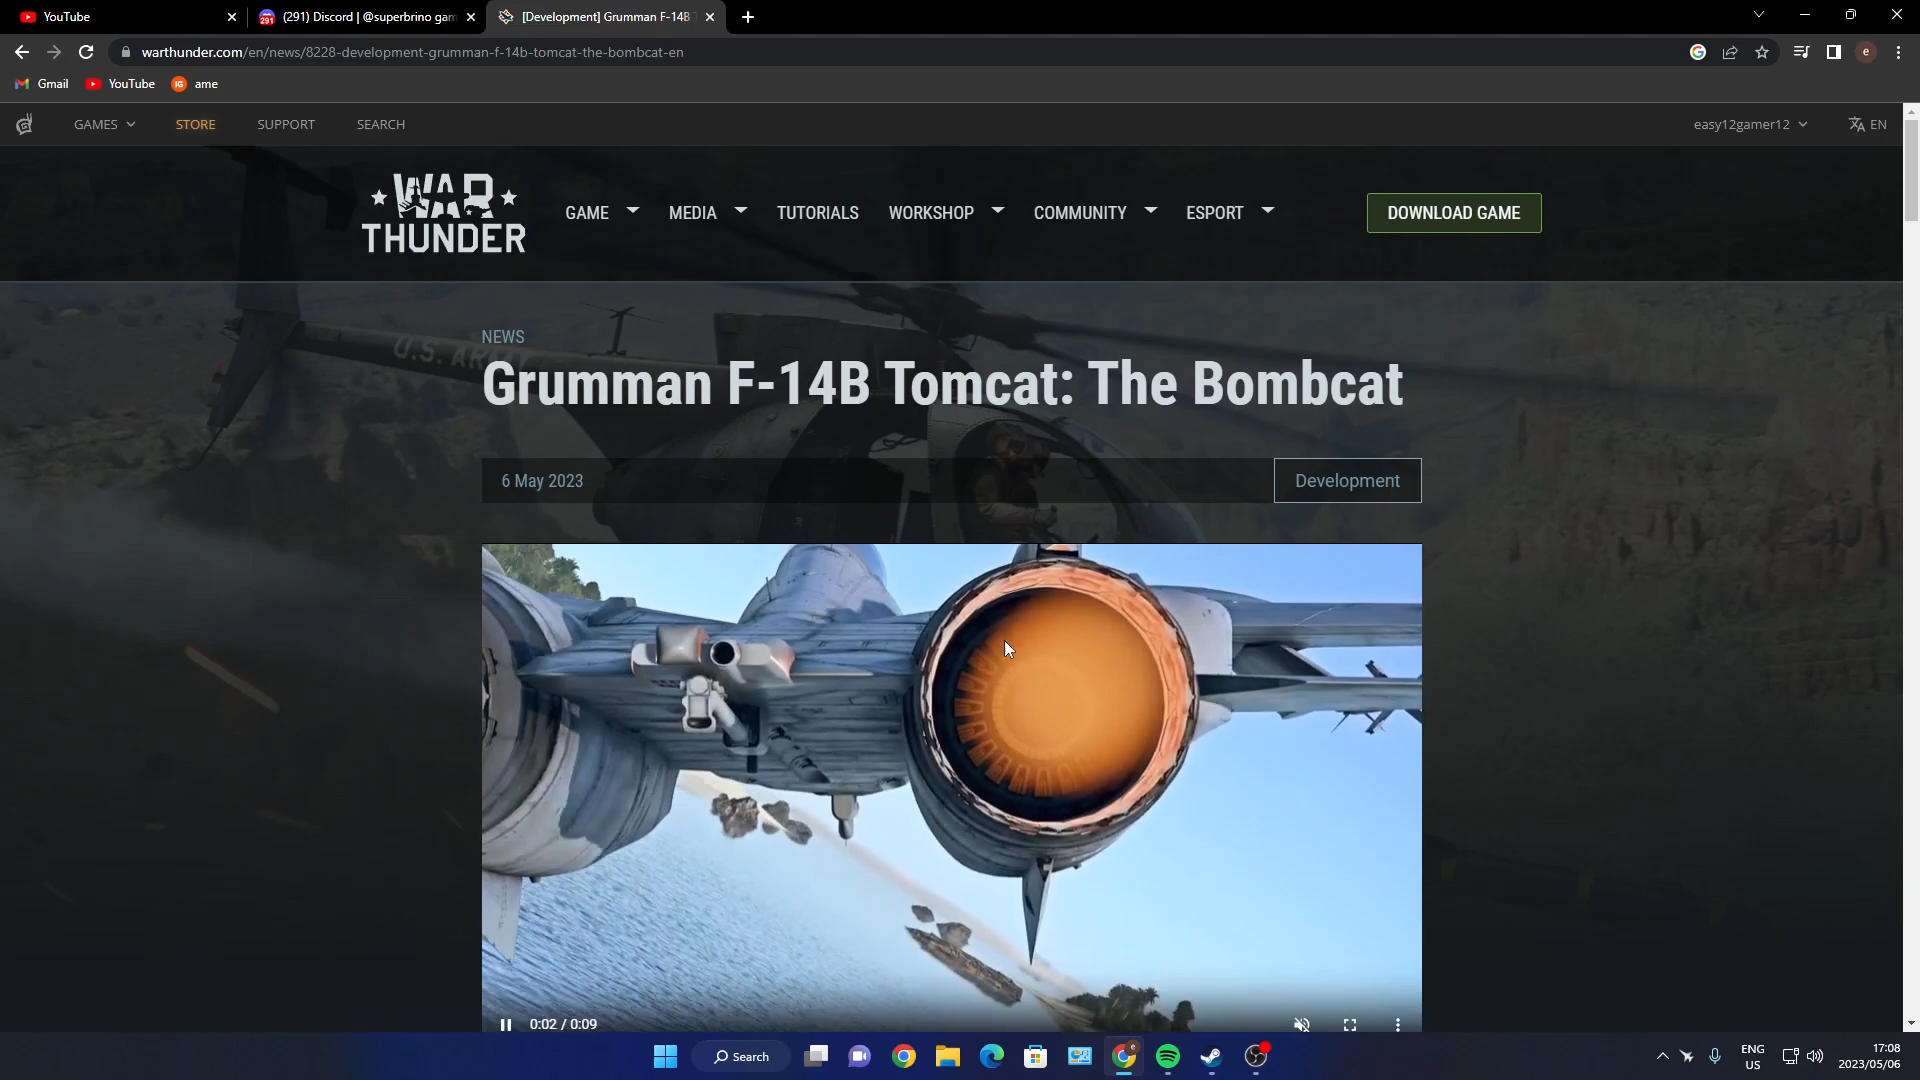 YouTube
(291) Discord | @superbrino gam
[Development] Grumman F-14B T
warthunder.com/en/news/8228-development-grumman-f-14b-tomcat-the-bombcat-en
e
Gmail
YouTube
IG
ame
GAMES
STORE
SUPPORT
SEARCH
easy12gamer12
EN
WAR
THUNDER
GAME
MEDIA
TUTORIALS
WORKSHOP
COMMUNITY
ESPORT
DOWNLOAD GAME
NEWS
U.S. ARMY
Grumman F-14B Tomcat: The Bombcat
6 May 2023
Development
0:02 / 0:09
Search
ENG
US
17:08
2023/05/06